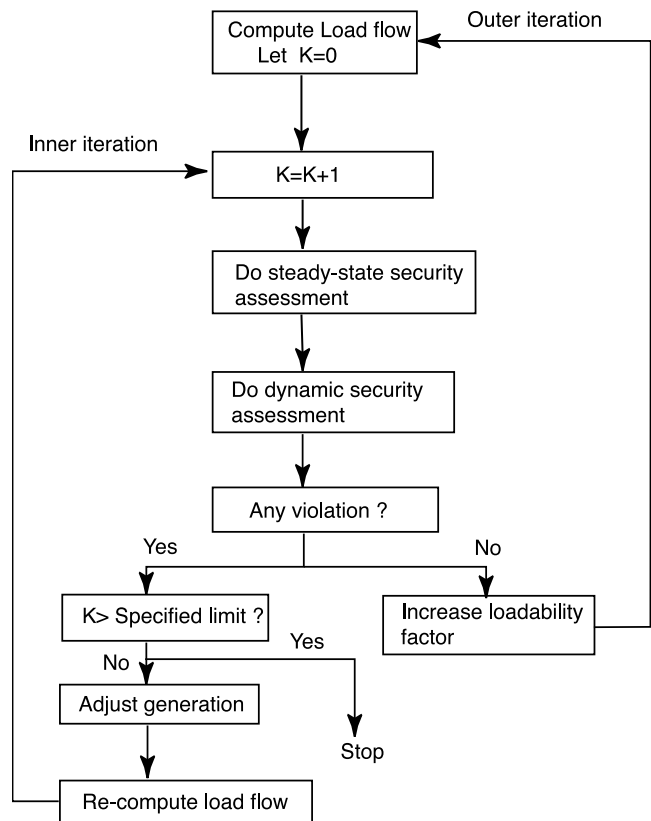 Compute Load flow
Let K=0
Outer iteration
Inner iteration
K=K+1
Do steady-state security
assessment
Do dynamic security
assessment
Any violation ?
Yes
No
K> Specified limit ?
Increase loadability
factor
Yes
No
Adjust generation
Stop
Re-compute load flow